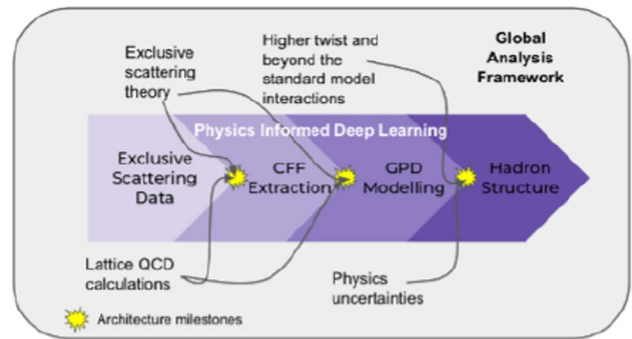 Exclusive
scattering
theory
Higher twist and
beyond the
standard model
interactions
Global
Analysis
Framework
Physics Informed Deep Learning
Exclusive
Scattering
Data
CFF
Extraction
GPD
Modelling
Hadron
Structure
Lattice QCD
calculations
Physics
uncertainties
Architecture milestones